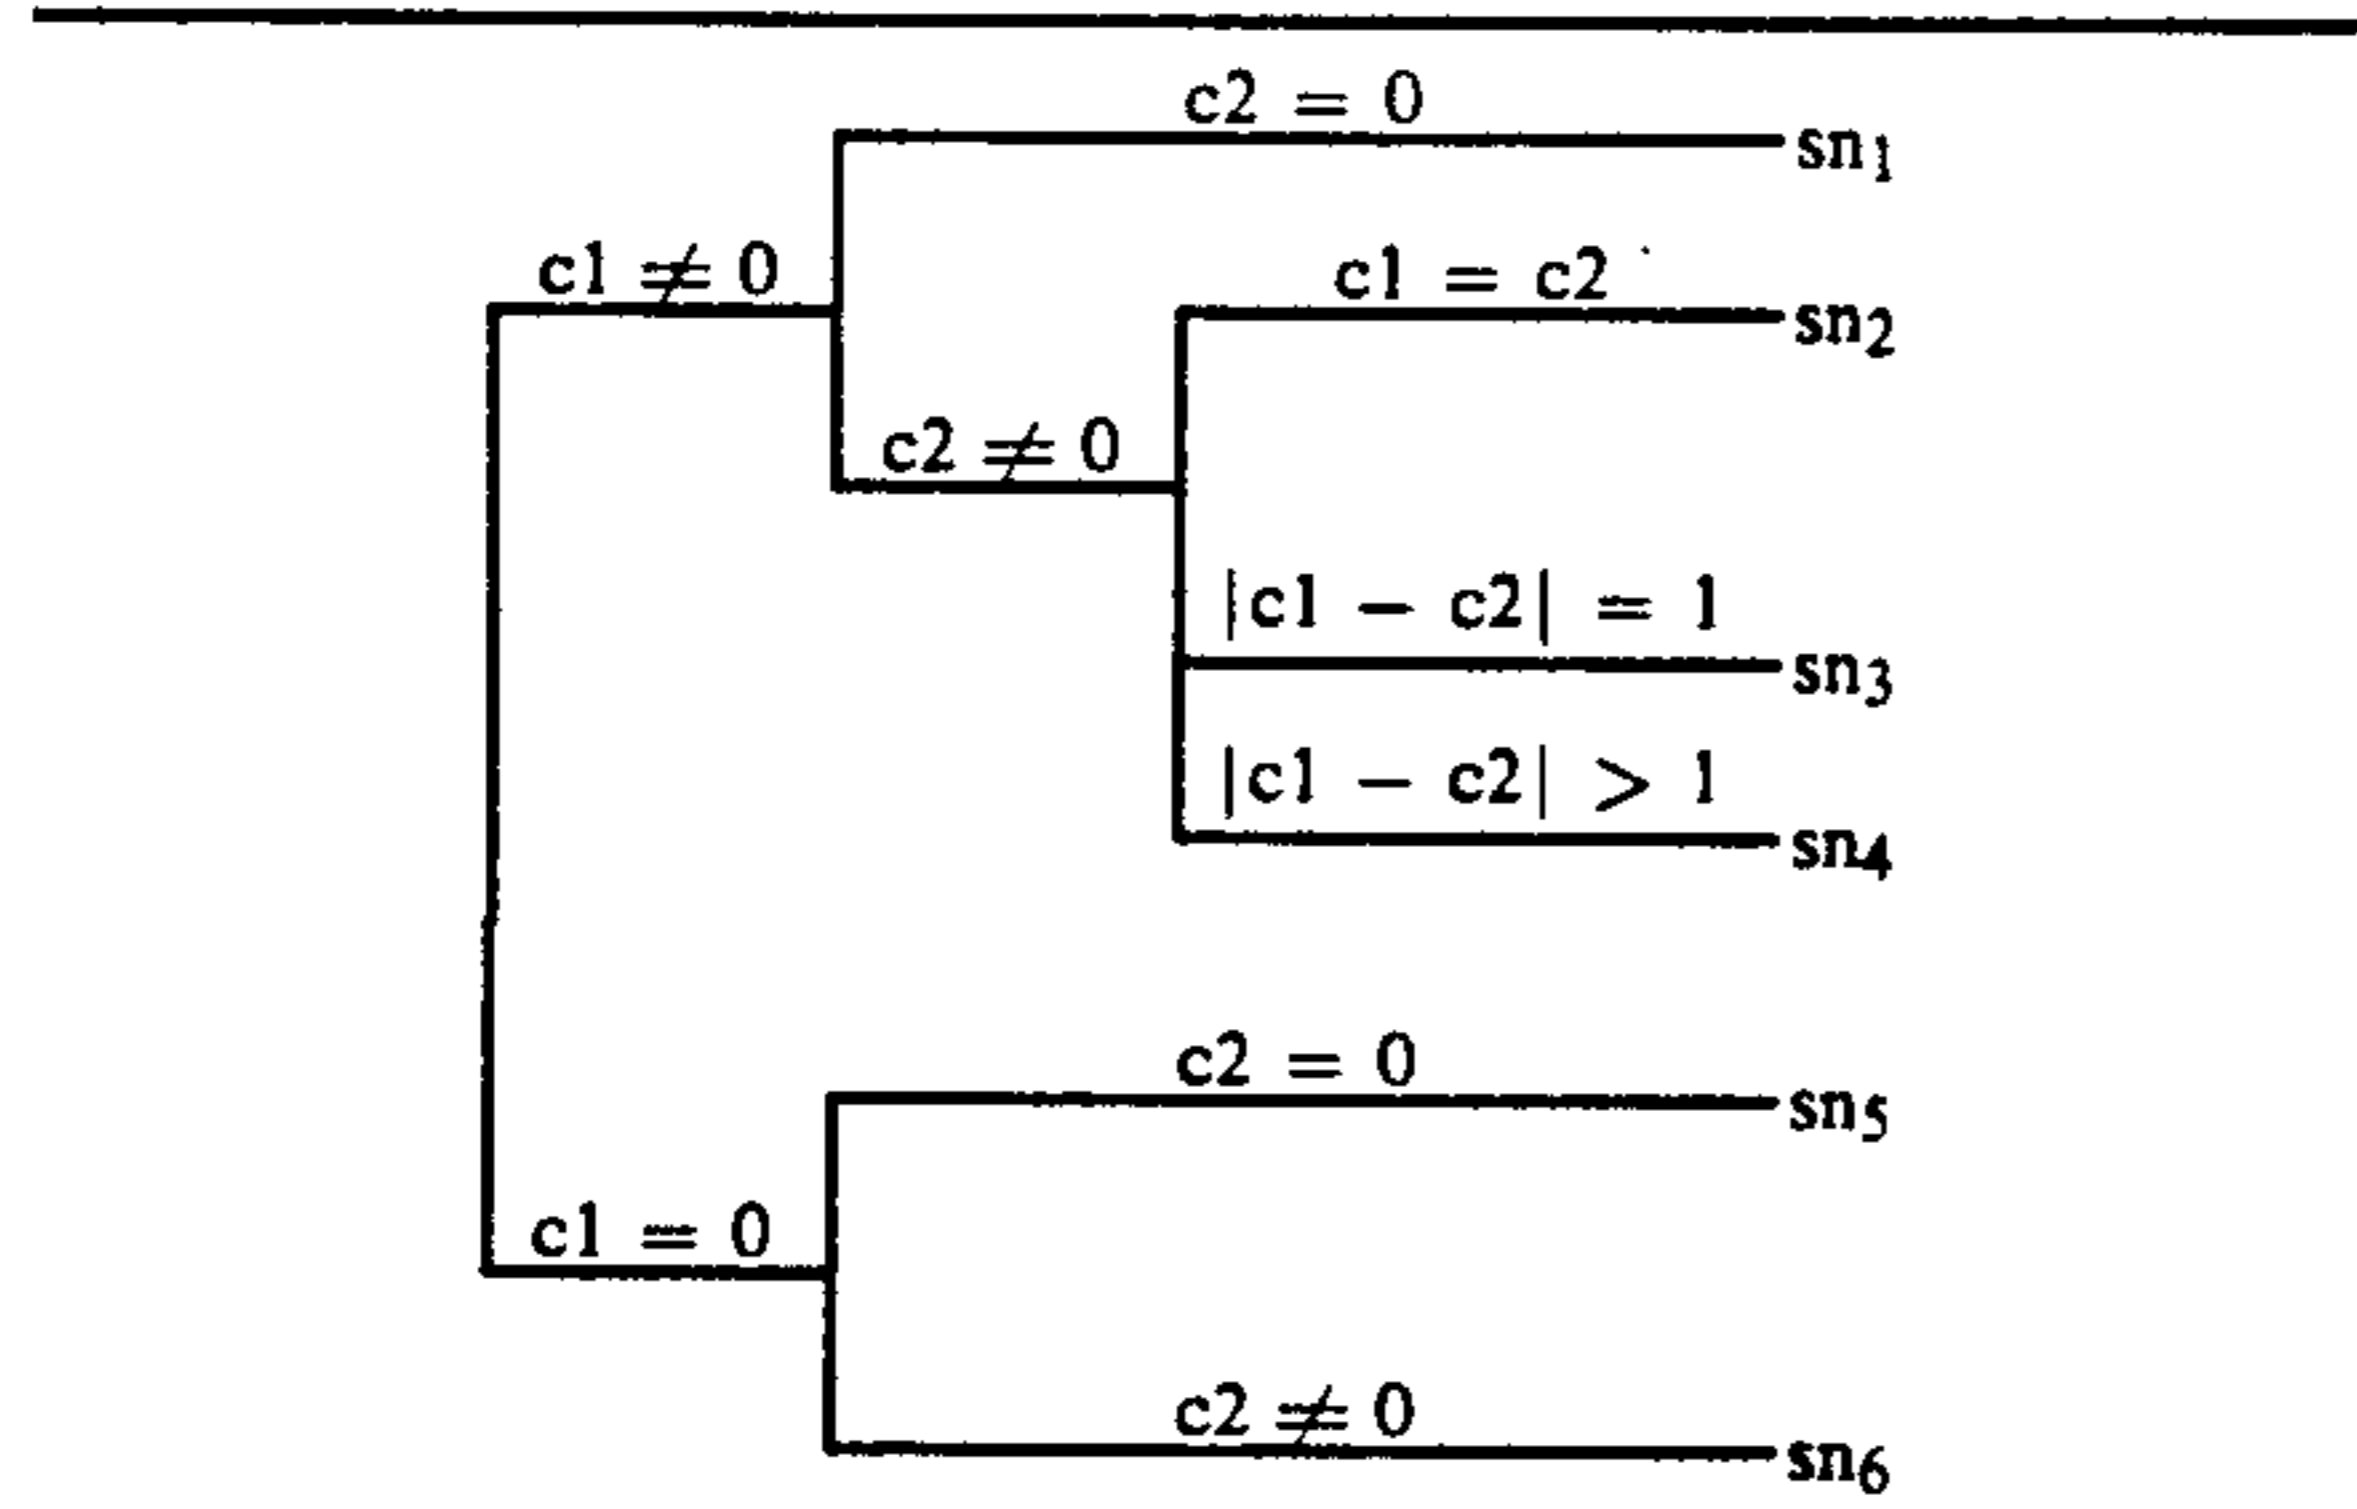 c2 = 0
sn1
c1 ≠ 0
c1 = c2
sn2
c2 ≠ 0
|c1 − c2| = 1
sn3
|c1 − c2| > 1
sn4
c2 = 0
sn5
c1 = 0
c2 ≠ 0
sn6